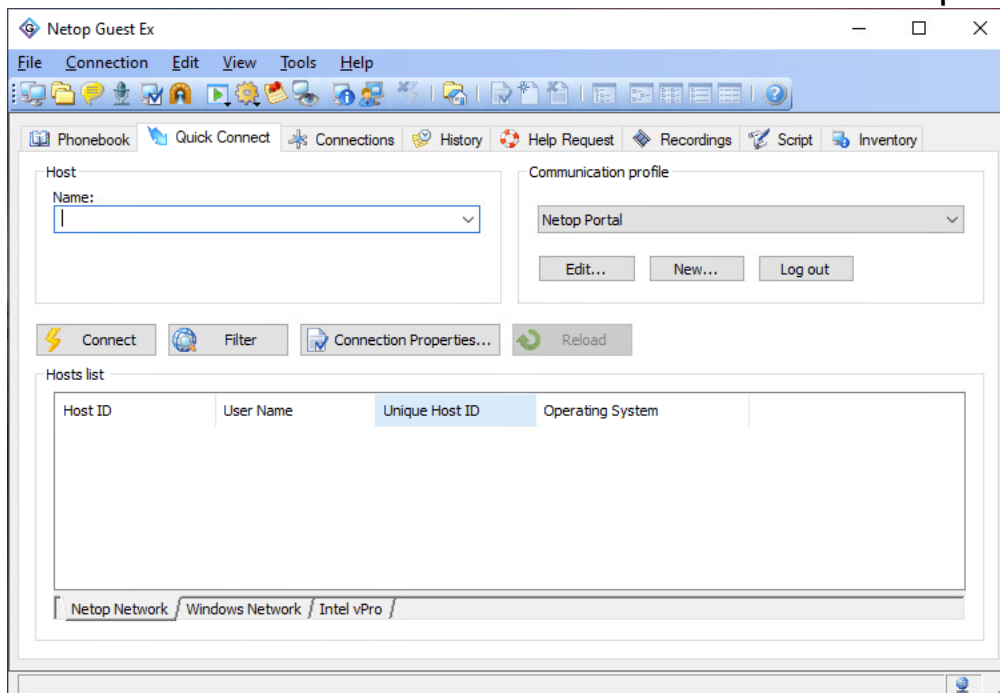 Netop Guest Ex
File Connection Edit View Tools Help
Phonebook Quick Connect Connections History Help Request Recordings Script Inventory
Host
Name:
Communication profile
Netop Portal
Edit... New... Log out
Connect Filter Connection Properties... Reload
Hosts list
Host ID User Name Unique Host ID Operating System
Netop Network Windows Network Intel vPro